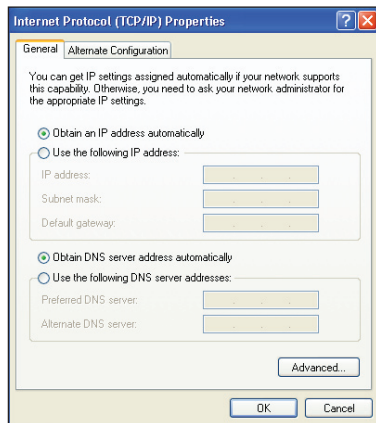 Internet Protocol (TCP/IP) Properties
General
Alternate Configuration
You can get IP settings assigned automatically if your network supports
this capability. Otherwise, you need to ask your network administrator for
the appropriate IP settings.
Obtain an IP address automatically
Use the following IP address:
IP address:
Subnet mask:
Default gateway:
Obtain DNS server address automatically
Use the following DNS server addresses:
Preferred DNS server:
Alternate DNS server:
Advanced...
OK
Cancel